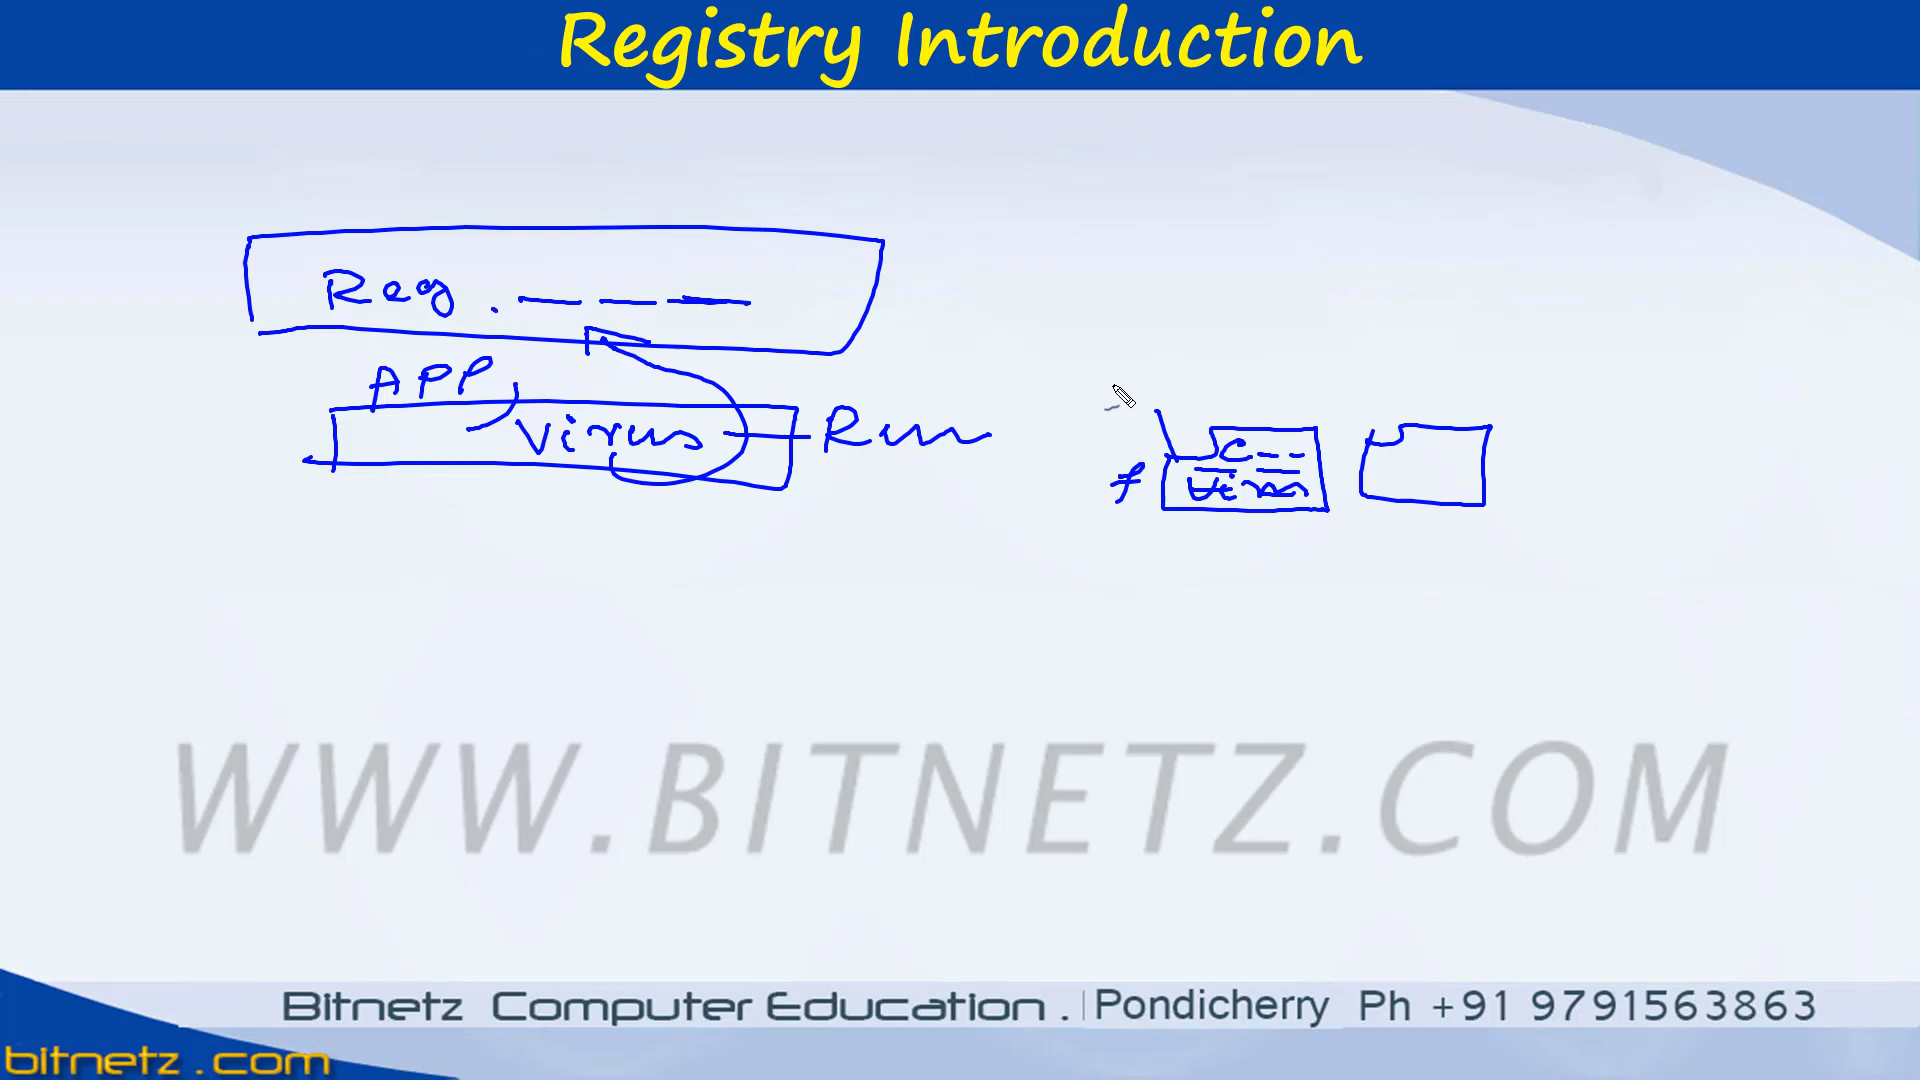 Registry Introduction
Reg . — — —
APP
Virus
Run
C
f
Virus
WWW.BITNETZ.COM
Bitnetz Computer Education . Pondicherry Ph +91 9791563863
bitnetz.com